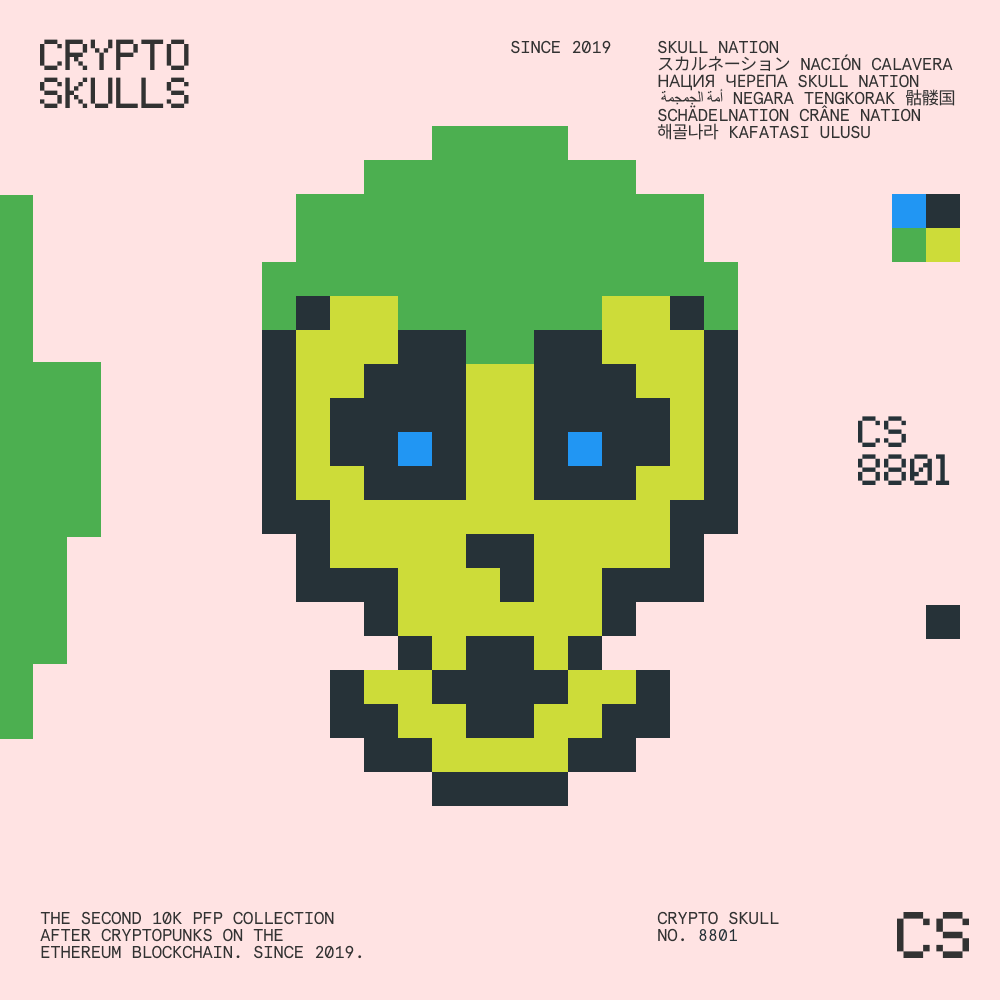 CRYPTO
SKULLS
SINCE 2019
SKULL NATION
スカルネーション NACIÓN CALAVERA
НАЦИЯ ЧЕРЕПА SKULL NATION
أمة الجمجمة NEGARA TENGKORAK 骷髅国
SCHÄDELNATION CRÂNE NATION
해골나라 KAFATASI ULUSU
CS
8801
THE SECOND 10K PFP COLLECTION
AFTER CRYPTOPUNKS ON THE
ETHEREUM BLOCKCHAIN. SINCE 2019.
CRYPTO SKULL
NO. 8801
CS